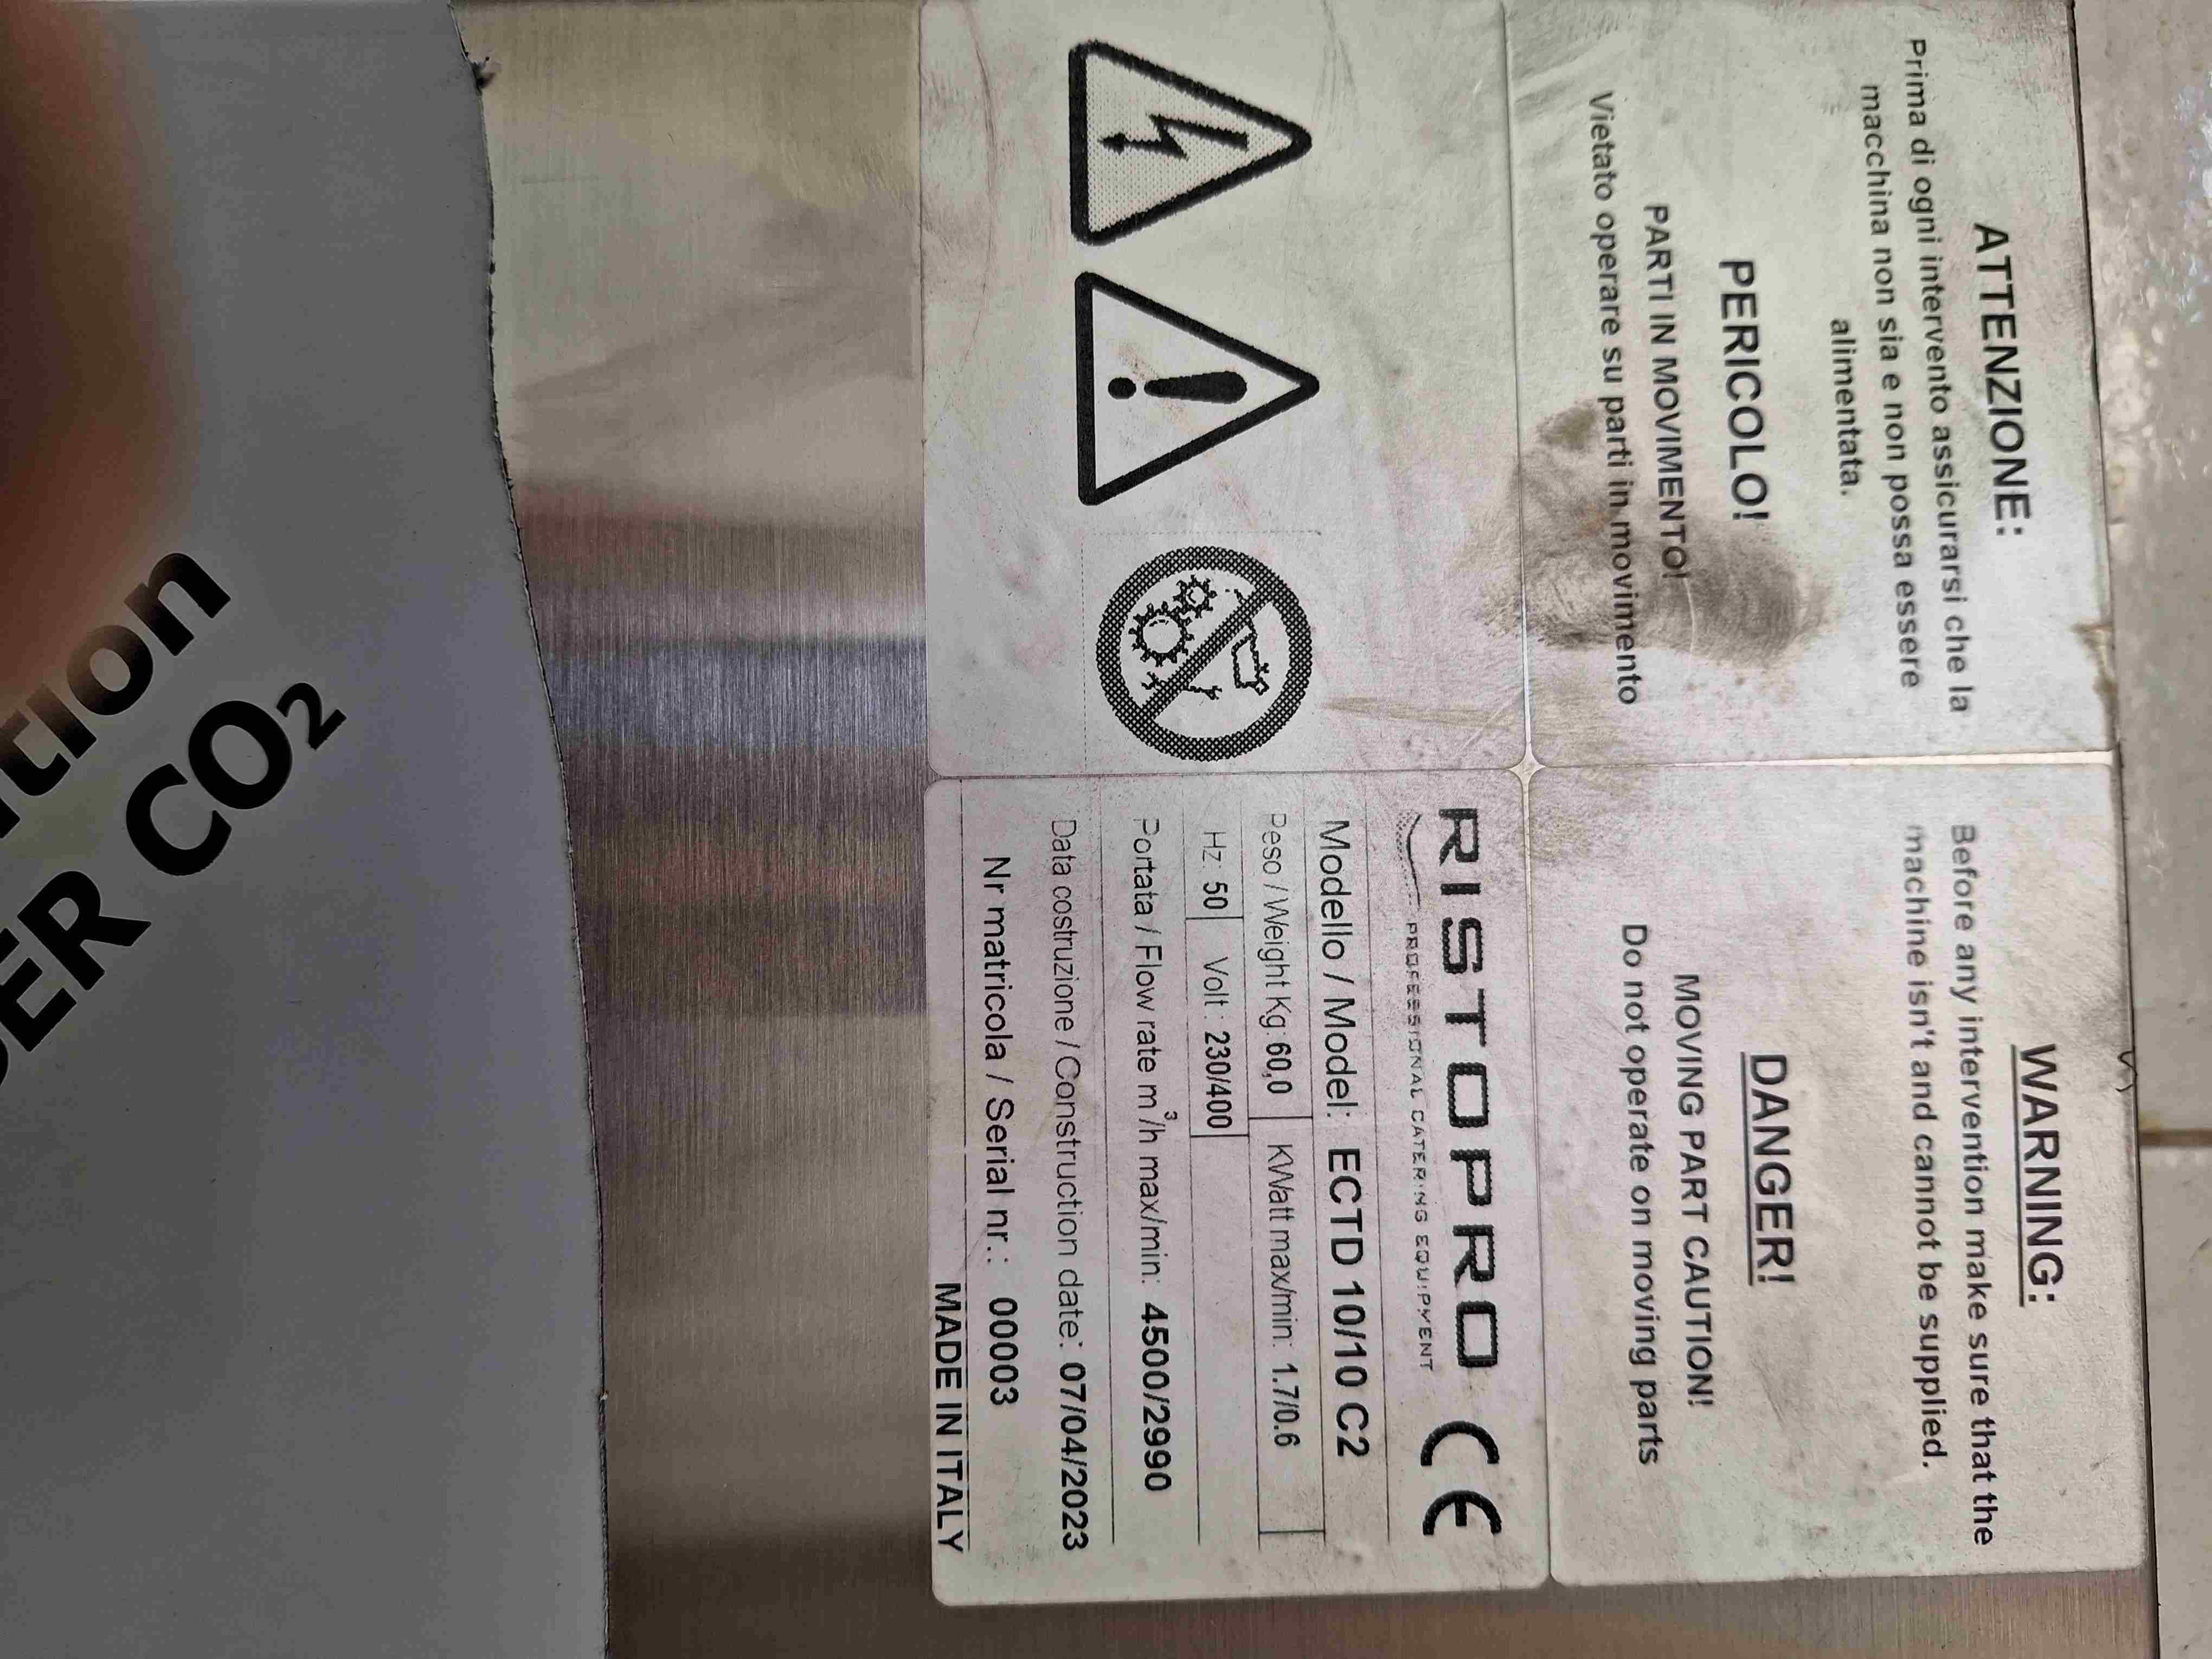 ATTENZIONE:
Prima di ogni intervento assicurarsi che la
macchina non sia e non possa essere
alimentata.
PERICOLO!
PARTI IN MOVIMENTO!
Vietato operare su parti in movimento
WARNING:
Before any intervention make sure that the
machine isn't and cannot be supplied.
DANGER!
MOVING PART CAUTION!
Do not operate on moving parts
RISTOPRO CE
PROFESSIONAL CATERING EQUIPMENT
Modello / Model: ECTD 10/10 C2
Peso / Weight Kg: 60,0 KWatt max/min: 1.7/0.6
Hz: 50 Volt : 230/400
Portata / Flow rate m³/h max/min: 4500/2990
Data costruzione / Construction date: 07/04/2023
Nr matricola / Serial nr.: 00003
MADE IN ITALY
CO₂